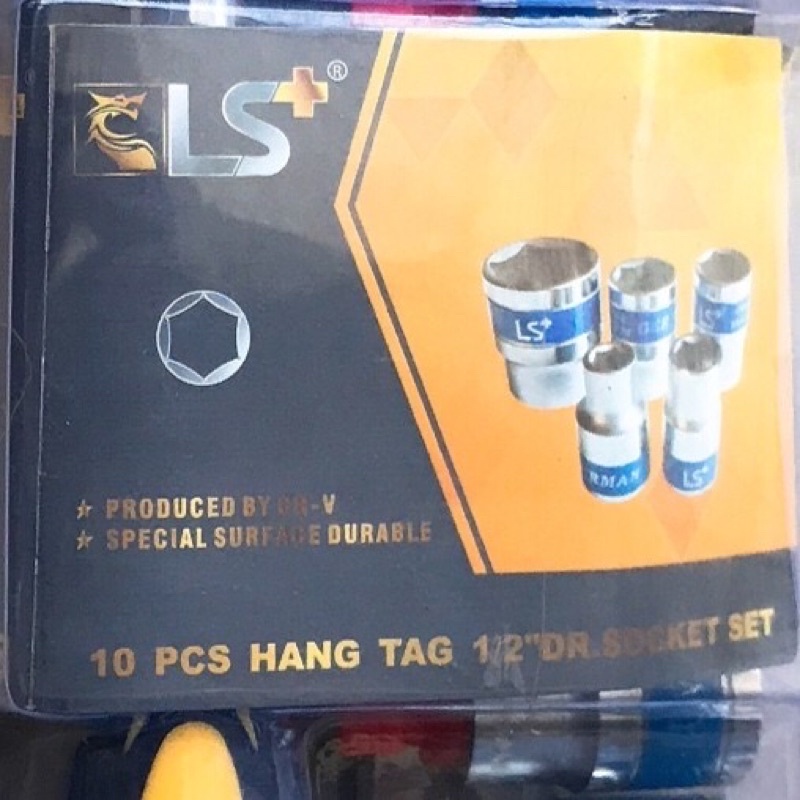 LS+®
LS+
LS+
RMAN
LS+
★ PRODUCED BY CR-V
★ SPECIAL SURFACE DURABLE
10 PCS HANG TAG 1/2"DR.SOCKET SET